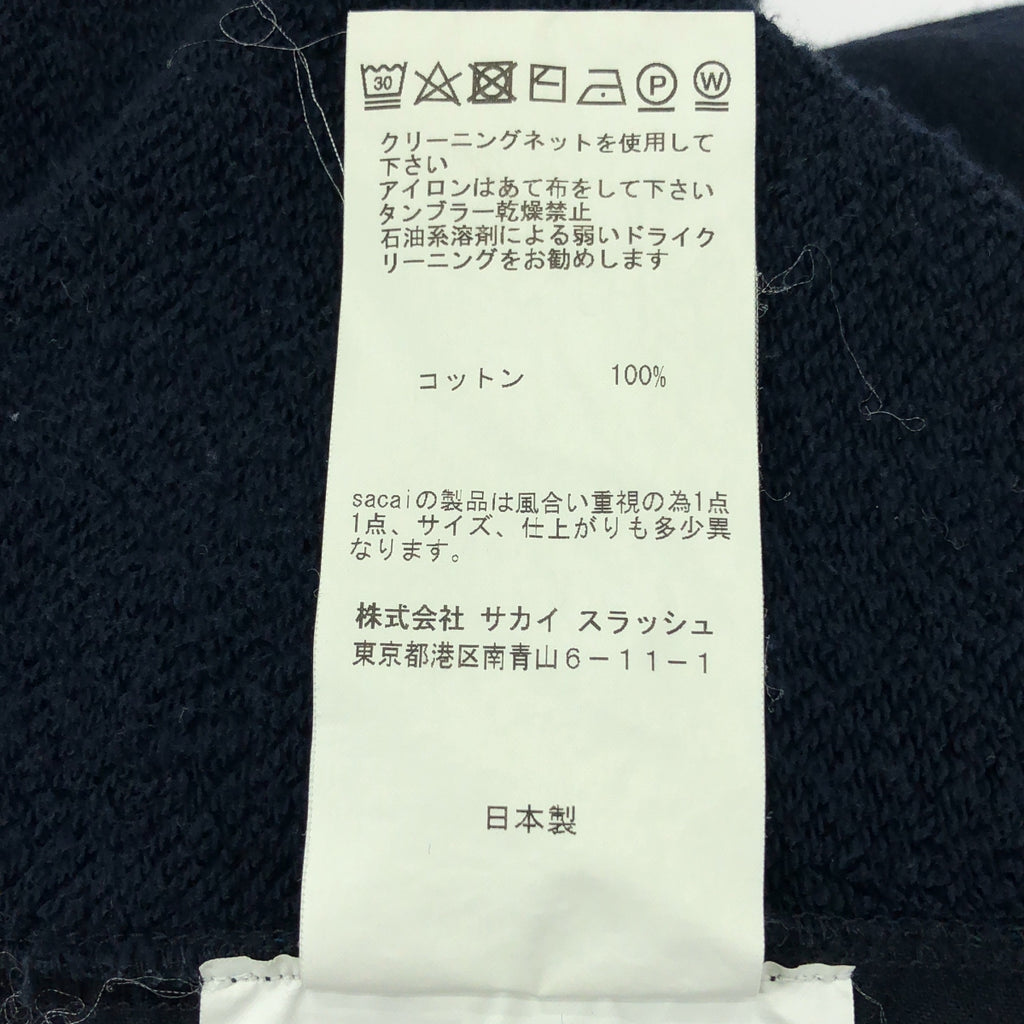 30 P W
クリーニングネットを使用して
下さい
アイロンはあて布をして下さい
タンブラー乾燥禁止
石油系溶剤による弱いドライク
リーニングをお勧めします
コットン 100%
sacaiの製品は風合い重視の為1点
1点、サイズ、仕上がりも多少異
なります。
株式会社 サカイ スラッシュ
東京都港区南青山6-11-1
日本製